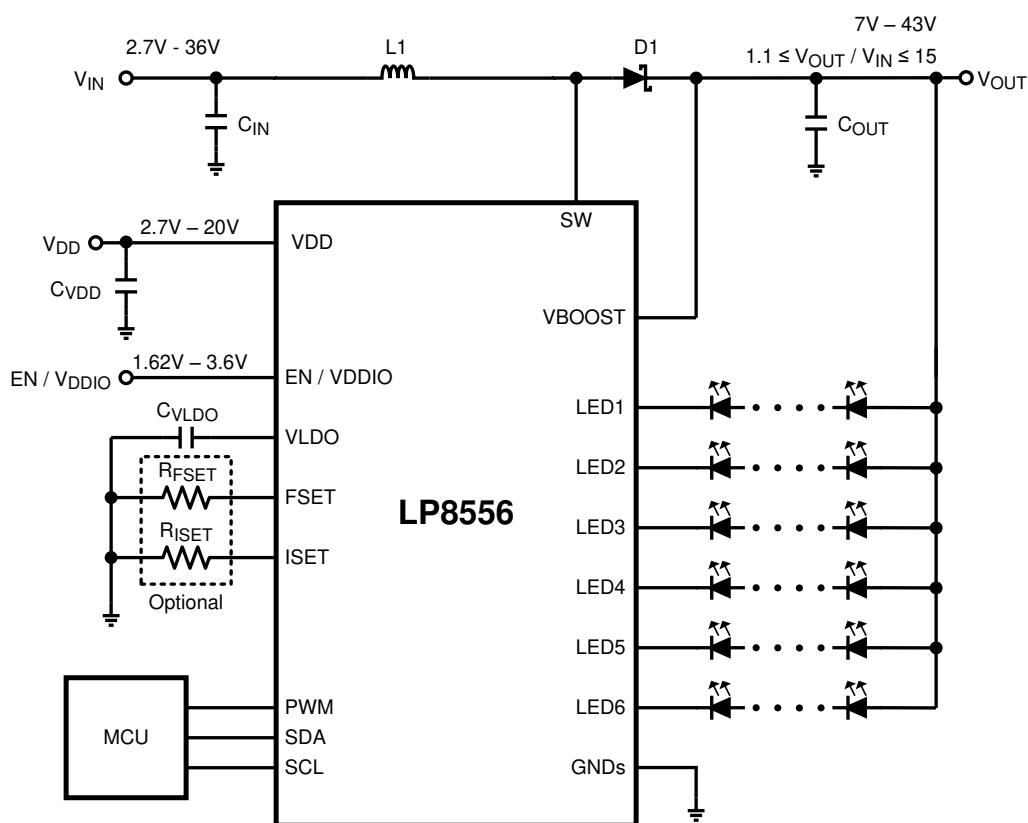 7V – 43V
2.7V - 36V
L1
D1
1.1 ≤ VOUT / VIN ≤ 15
VIN
VOUT
CIN
COUT
SW
2.7V – 20V
VDD
VDD
CVDD
VBOOST
1.62V – 3.6V
EN / VDDIO
EN / VDDIO
CVLDO
VLDO
LED1
RFSET
FSET
LED2
LP8556
LED3
RISET
ISET
Optional
LED4
LED5
MCU
PWM
LED6
SDA
SCL
GNDs